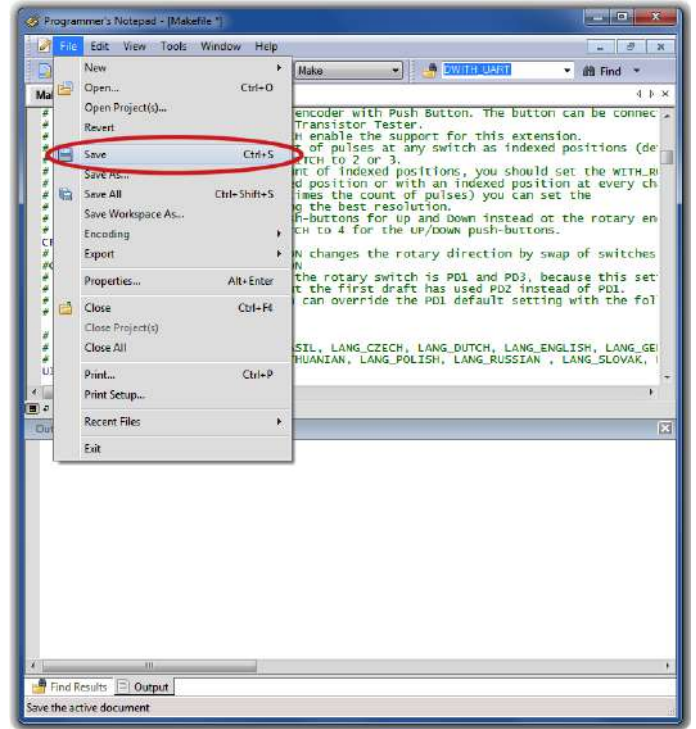 Programmer's Notepad - [Makefile *]
File Edit View Tools Window Help
Make DWITH_UART Find
New
Open... Ctrl+O
Open Project(s)...
Revert
Save Ctrl+S
Save As...
Save All Ctrl+Shift+S
Save Workspace As...
Encoding
Export
Properties... Alt+Enter
Close Ctrl+F4
Close Project(s)
Close All
Print... Ctrl+P
Print Setup...
Recent Files
Exit
encoder with Push Button. The button can be connec
Transistor Tester.
H enable the support for this extension.
t of pulses at any switch as indexed positions (de
TCH to 2 or 3.
nt of indexed positions, you should set the WITH_R
d position or with an indexed position at every ch
imes the count of pulses) you can set the
g the best resolution.
h-buttons for Up and Down instead ot the rotary en
CH to 4 for the UP/DOWN push-buttons.
N changes the rotary direction by swap of switches
N
the rotary switch is PD1 and PD3, because this set
t the first draft has used PD2 instead of PD1.
can override the PD1 default setting with the fol
SIL, LANG_CZECH, LANG_DUTCH, LANG_ENGLISH, LANG_GE
HUANIAN, LANG_POLISH, LANG_RUSSIAN , LANG_SLOVAK,
Find Results Output
Save the active document